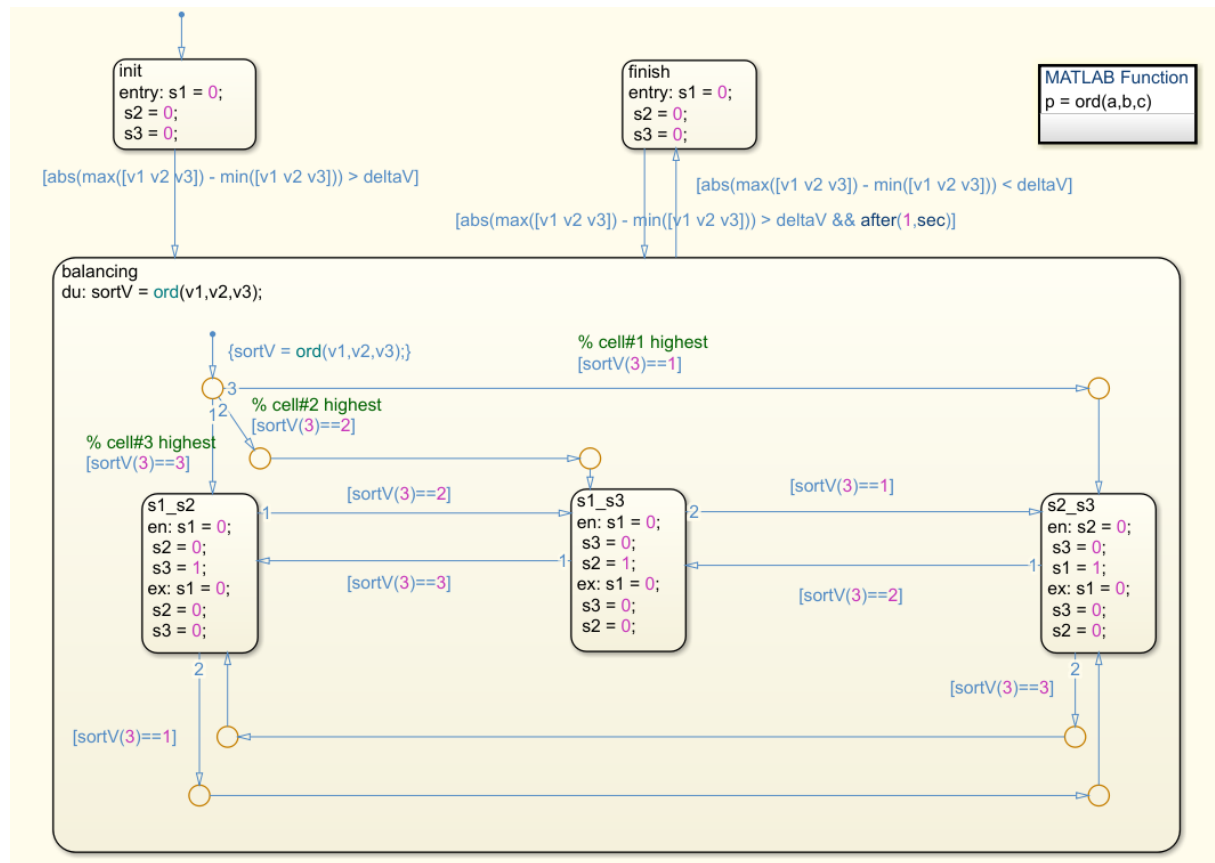 init
entry: s1 = 0;
s2 = 0;
s3 = 0;
finish
entry: s1 = 0;
s2 = 0;
s3 = 0;
MATLAB Function
p = ord(a,b,c)
[abs(max([v1 v2 v3]) - min([v1 v2 v3])) > deltaV]
[abs(max([v1 v2 v3]) - min([v1 v2 v3])) < deltaV]
[abs(max([v1 v2 v3]) - min([v1 v2 v3])) > deltaV && after(1,sec)]
balancing
du: sortV = ord(v1,v2,v3);
{sortV = ord(v1,v2,v3);}
% cell#1 highest
[sortV(3)==1]
3
1
2
% cell#2 highest
[sortV(3)==2]
% cell#3 highest
[sortV(3)==3]
s1_s2
en: s1 = 0;
s2 = 0;
s3 = 1;
ex: s1 = 0;
s2 = 0;
s3 = 0;
1
[sortV(3)==2]
1
[sortV(3)==3]
s1_s3
en: s1 = 0;
s3 = 0;
s2 = 1;
ex: s1 = 0;
s3 = 0;
s2 = 0;
2
[sortV(3)==1]
1
[sortV(3)==2]
s2_s3
en: s2 = 0;
s3 = 0;
s1 = 1;
ex: s1 = 0;
s3 = 0;
s2 = 0;
2
[sortV(3)==1]
2
[sortV(3)==3]